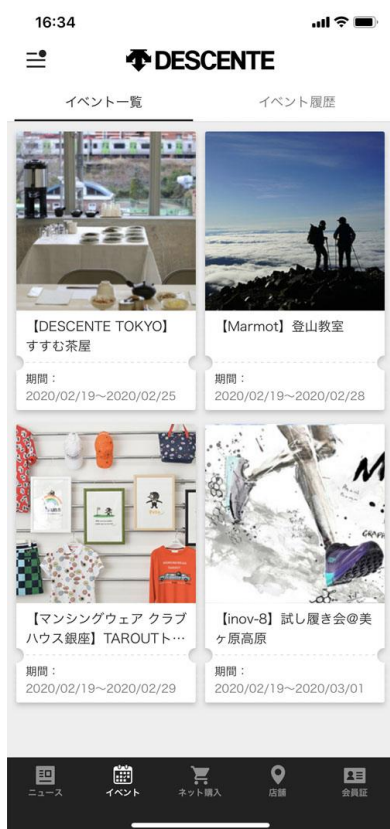 16:34
DESCENTE
イベント一覧
イベント履歴
【DESCENTE TOKYO】
すすむ茶屋
期間：
2020/02/19〜2020/02/25
【Marmot】登山教室
期間：
2020/02/19〜2020/02/28
【マンシングウェア クラブ
ハウス銀座】TAROUTト…
期間：
2020/02/19〜2020/02/29
【inov-8】試し履き会@美
ヶ原高原
期間：
2020/02/19〜2020/03/01
ニュース
イベント
ネット購入
店舗
会員証